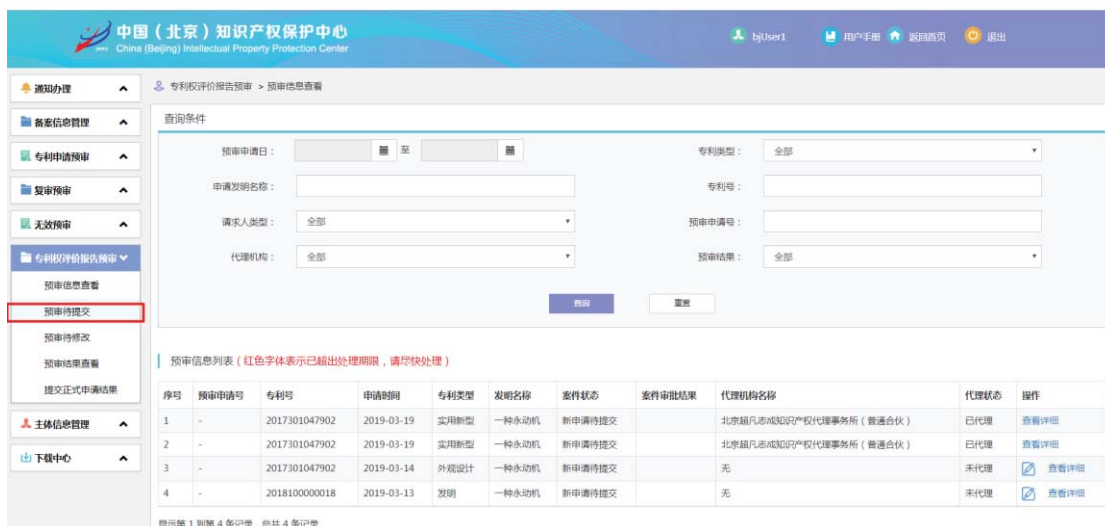 中国（北京）知识产权保护中心
China (Beijing) Intellectual Property Protection Center
bjUser1 用户手册 返回首页 退出
通知办理
备案信息管理
专利申请预审
复审预审
无效预审
专利权评价报告预审
预审信息查看
预审待提交
预审待修改
预审结果查看
提交正式申请结果
主体信息管理
下载中心
专利权评价报告预审 > 预审信息查看
查询条件
预审申请日： 至 专利类型： 全部
申请发明名称： 专利号：
请求人类型： 全部 预审申请号：
代理机构： 全部 预审结果： 全部
查询 重置
预审信息列表（红色字体表示已超出处理期限，请尽快处理）
序号 预审申请号 专利号 申请时间 专利类型 发明名称 案件状态 案件审批结果 代理机构名称 代理状态 操作
1 - 2017301047902 2019-03-19 实用新型 一种永动机 新申请待提交 北京超凡志成知识产权代理事务所（普通合伙） 已代理 查看详细
2 - 2017301047902 2019-03-19 实用新型 一种永动机 新申请待提交 北京超凡志成知识产权代理事务所（普通合伙） 已代理 查看详细
3 - 2017301047902 2019-03-14 外观设计 一种永动机 新申请待提交 无 未代理 查看详细
4 - 2018100000018 2019-03-13 发明 一种永动机 新申请待提交 无 未代理 查看详细
显示第 1 到第 4 条记录，总共 4 条记录